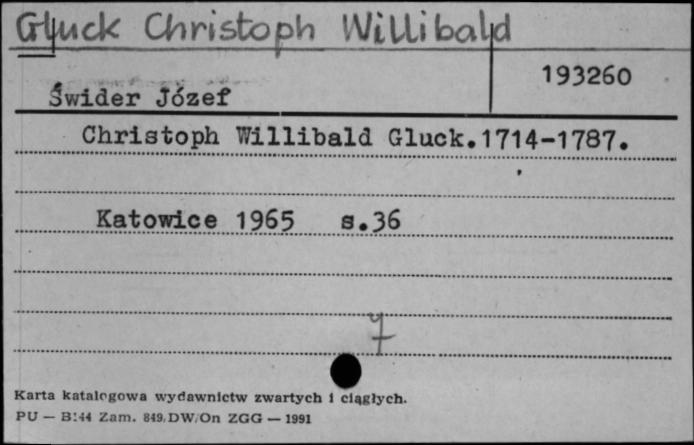 Gluck Christoph Willibald
193260
Świder Józef
Christoph Willibald Gluck.1714-1787.
Katowice 1965 s.36
7
Karta katalogowa wydawnictw zwartych i ciągłych.
PU — B:44 Zam. 849. DW/On ZGG — 1991